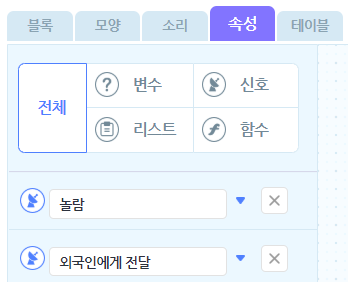 블록 모양 소리 속성 테이블
전체
? 변수 신호
리스트 f 함수
놀람
외국인에게 전달